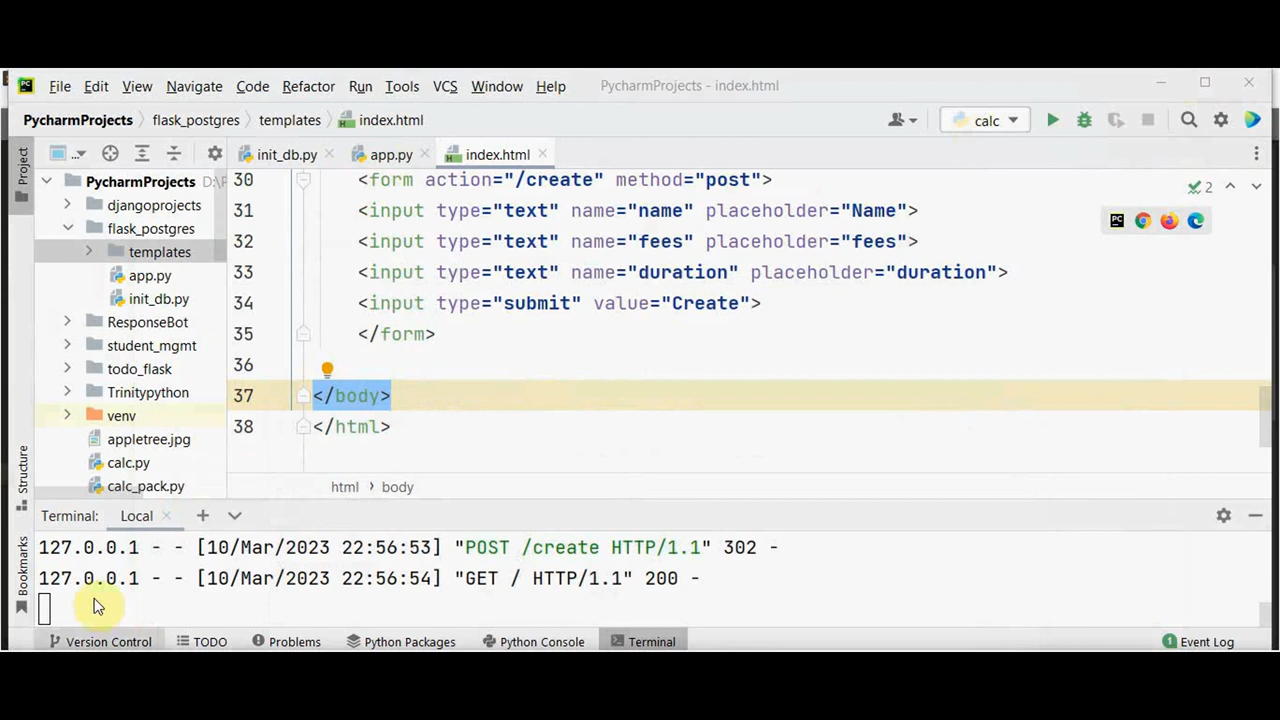 File Edit View Navigate Code Refactor Run Tools VCS Window Help PycharmProjects - index.html
PycharmProjects flask_postgres templates index.html calc
Project
PycharmProjects
djangoprojects
flask_postgres
templates
app.py
init_db.py
ResponseBot
student_mgmt
todo_flask
Trinitypython
venv
appletree.jpg
calc.py
calc_pack.py
init_db.py app.py index.html
30 <form action="/create" method="post">
31 <input type="text" name="name" placeholder="Name">
32 <input type="text" name="fees" placeholder="fees">
33 <input type="text" name="duration" placeholder="duration">
34 <input type="submit" value="Create">
35 </form>
36
37 </body>
38 </html>
2
html body
Structure
Bookmarks
Terminal: Local
127.0.0.1 - - [10/Mar/2023 22:56:53] "POST /create HTTP/1.1" 302 -
127.0.0.1 - - [10/Mar/2023 22:56:54] "GET / HTTP/1.1" 200 -
Version Control TODO Problems Python Packages Python Console Terminal 1 Event Log